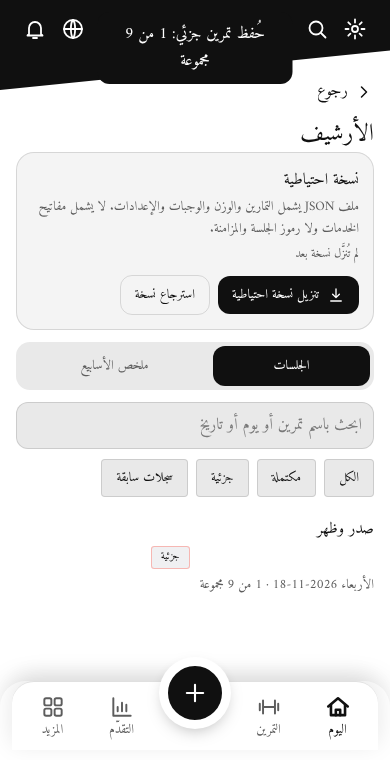 حُفظ تمرين جزئي: 1 من 9
مجموعة
رجوع
الأرشيف
نسخة احتياطية
ملف JSON يشمل التمارين والوزن والوجبات والإعدادات. لا يشمل مفاتيح
الخدمات ولا رموز الجلسة والمزامنة.
لم تُنزَّل نسخة بعد
تنزيل نسخة احتياطية
استرجاع نسخة
الجلسات
ملخص الأسابيع
ابحث باسم تمرين أو يوم أو تاريخ
الكل
مكتملة
جزئية
سجلات سابقة
صدر وظهر
جزئية
الأربعاء 2026-11-18 · 1 من 9 مجموعة
اليوم
التمرين
التقدّم
المزيد